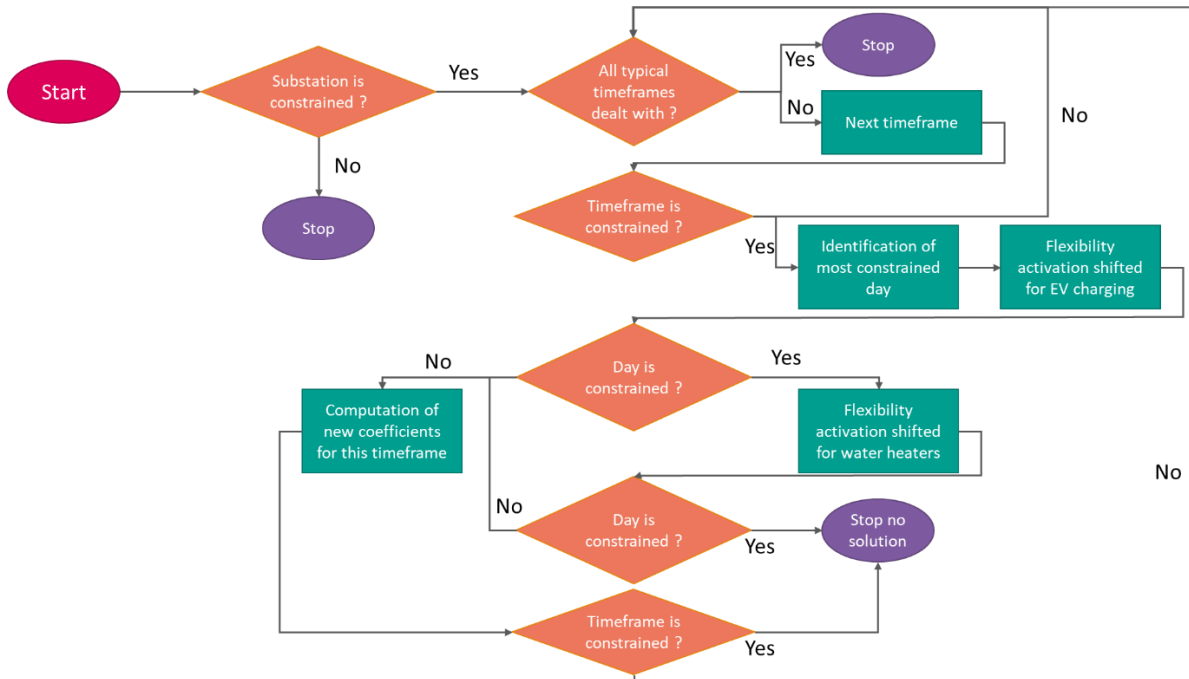 Start
Substation is
constrained ?
Yes
No
Stop
All typical
timeframes
dealt with ?
Yes
Stop
No
Next timeframe
No
Timeframe is
constrained ?
Yes
Identification of
most constrained
day
Flexibility
activation shifted
for EV charging
Day is
constrained ?
No
Yes
Computation of
new coefficients
for this timeframe
Flexibility
activation shifted
for water heaters
No
Day is
constrained ?
No
Yes
Stop no
solution
Timeframe is
constrained ?
Yes